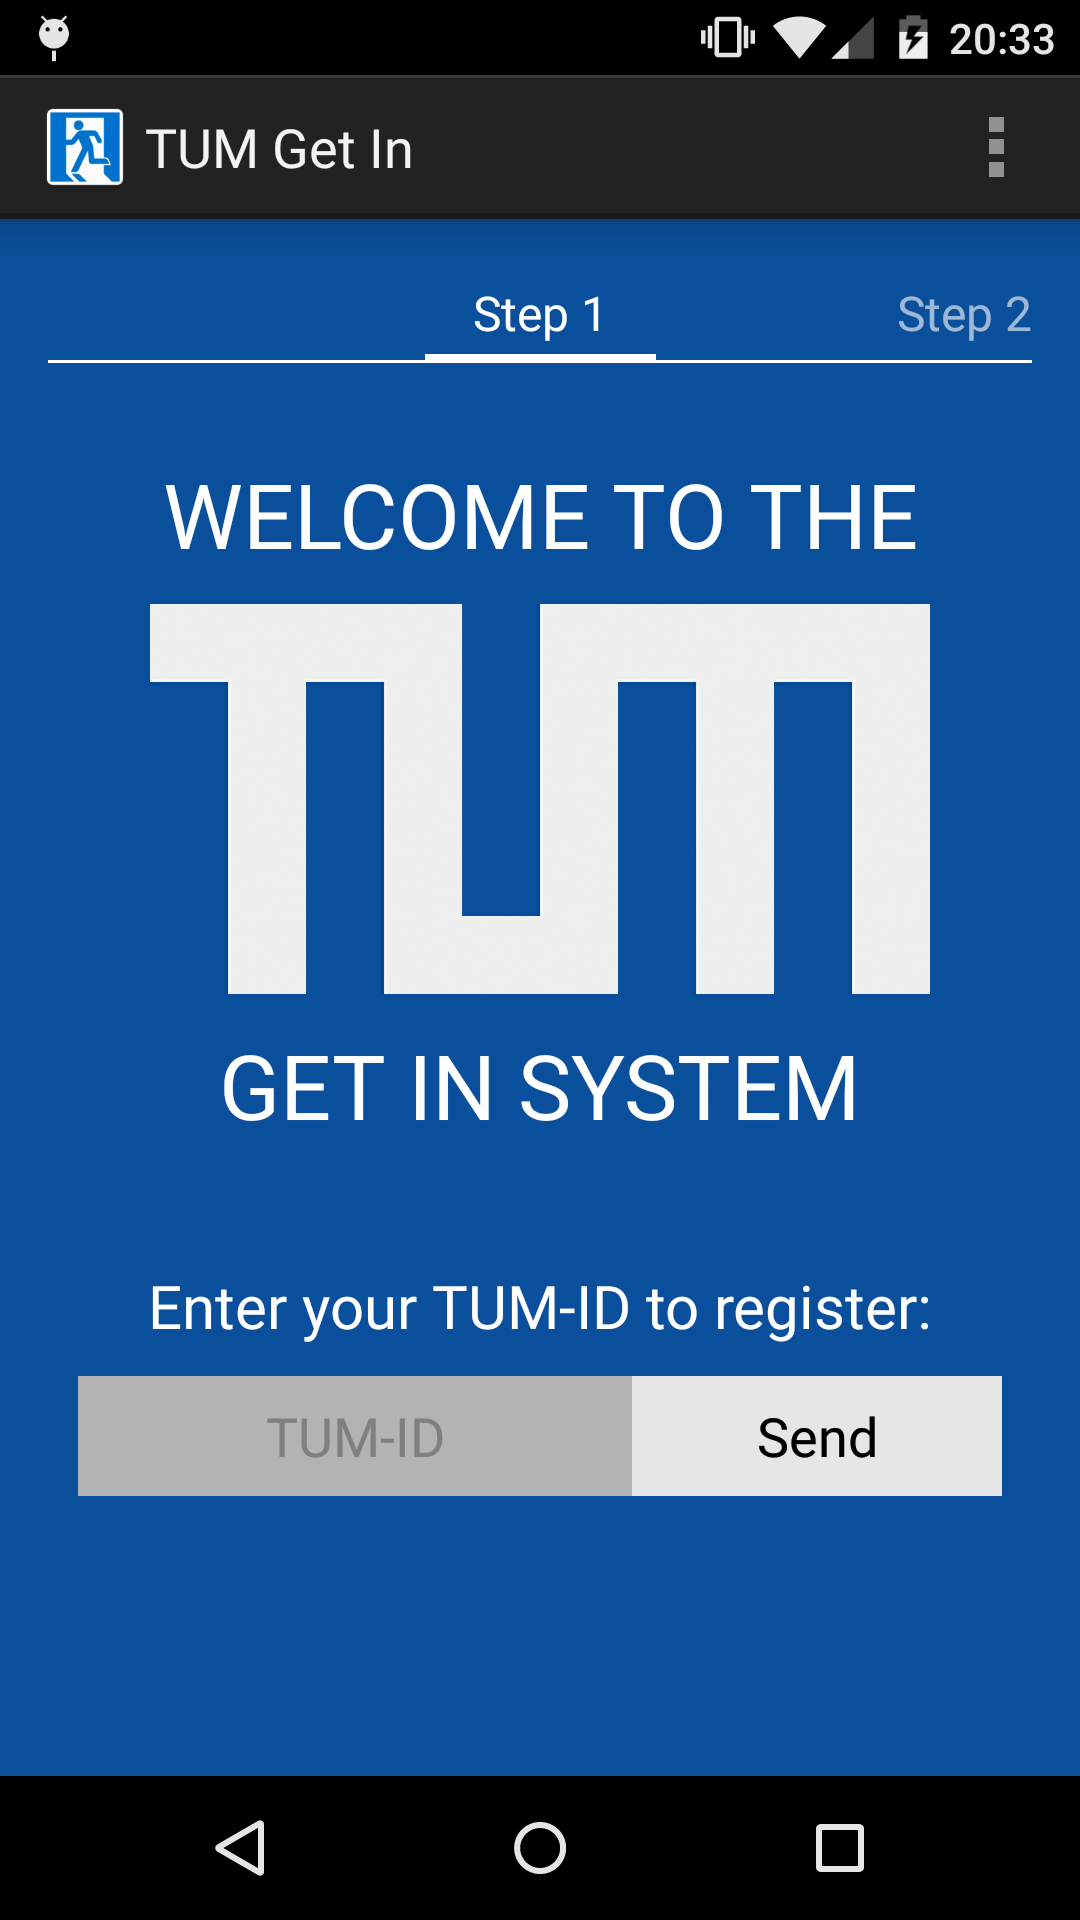 20:33
TUM Get In
Step 1
Step 2
WELCOME TO THE
TUM
GET IN SYSTEM
Enter your TUM-ID to register:
TUM-ID
Send